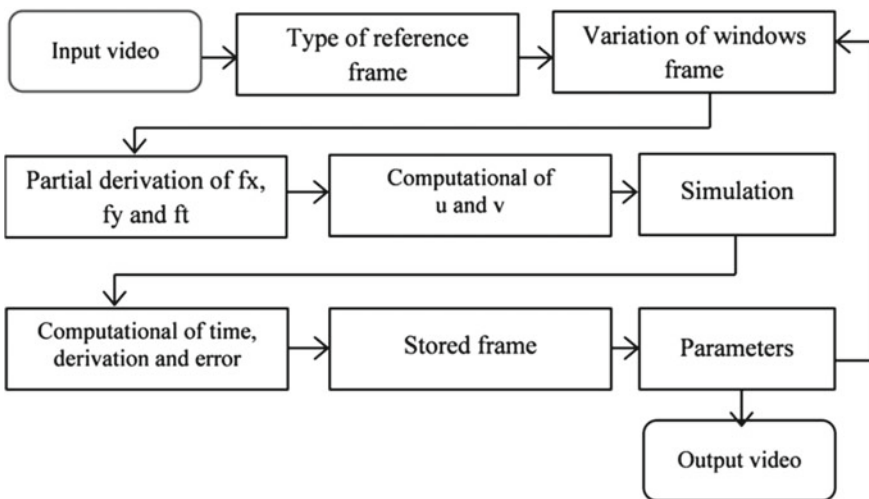 Input video
Type of reference
frame
Variation of windows
frame
Partial derivation of fx,
fy and ft
Computational of
u and v
Simulation
Computational of time,
derivation and error
Stored frame
Parameters
Output video